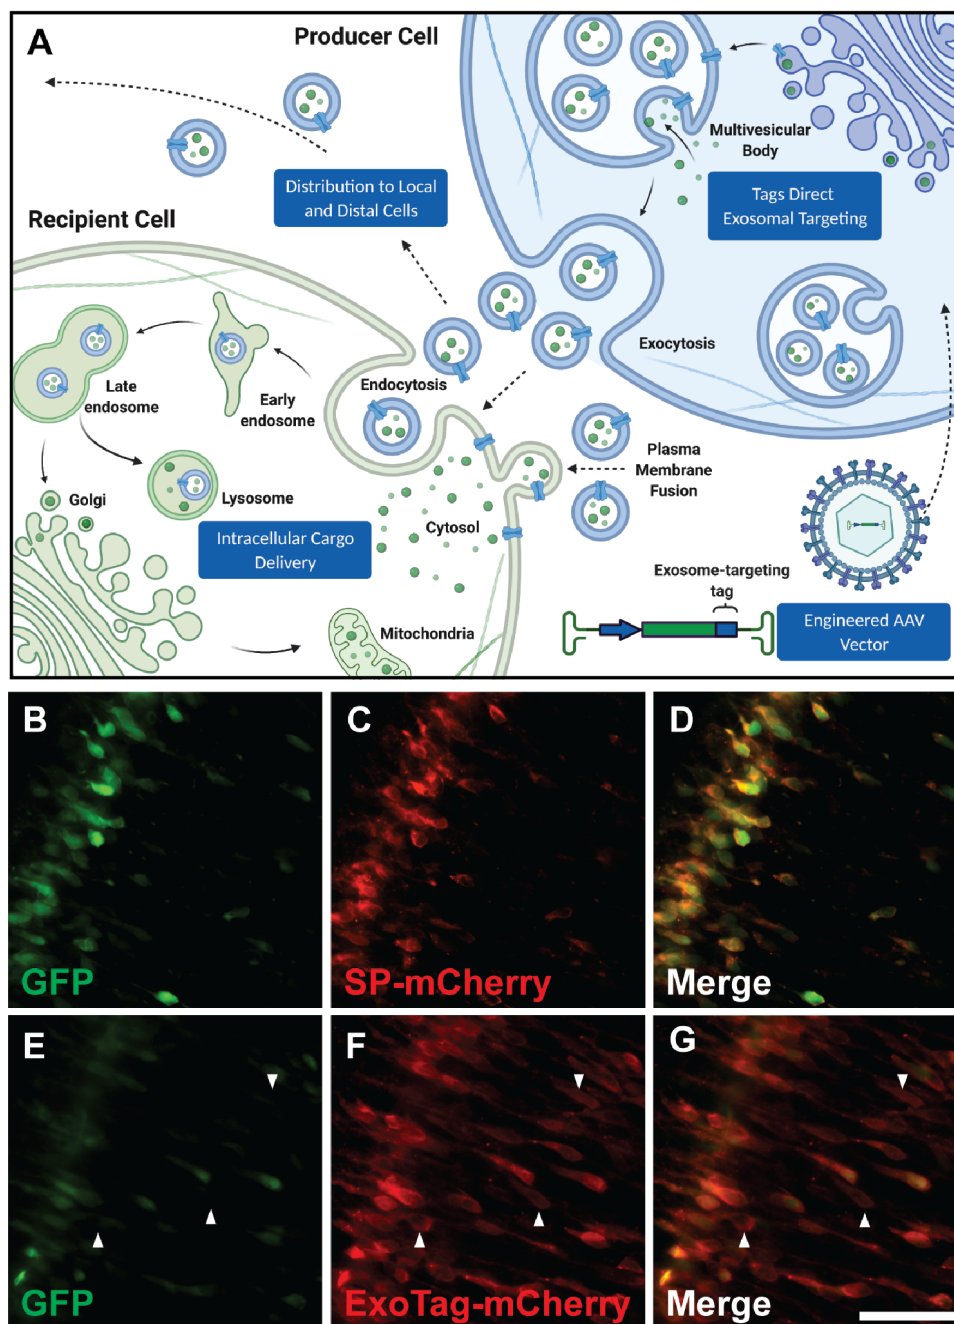 A
Producer Cell
Multivesicular
Body
Distribution to Local
and Distal Cells
Tags Direct
Exosomal Targeting
Recipient Cell
Exocytosis
Endocytosis
Late
endosome
Early
endosome
Plasma
Membrane
Fusion
Golgi
Lysosome
Cytosol
Intracellular Cargo
Delivery
Exosome-targeting
tag
Mitochondria
Engineered AAV
Vector
B
C
D
GFP
SP-mCherry
Merge
E
F
G
GFP
ExoTag-mCherry
Merge